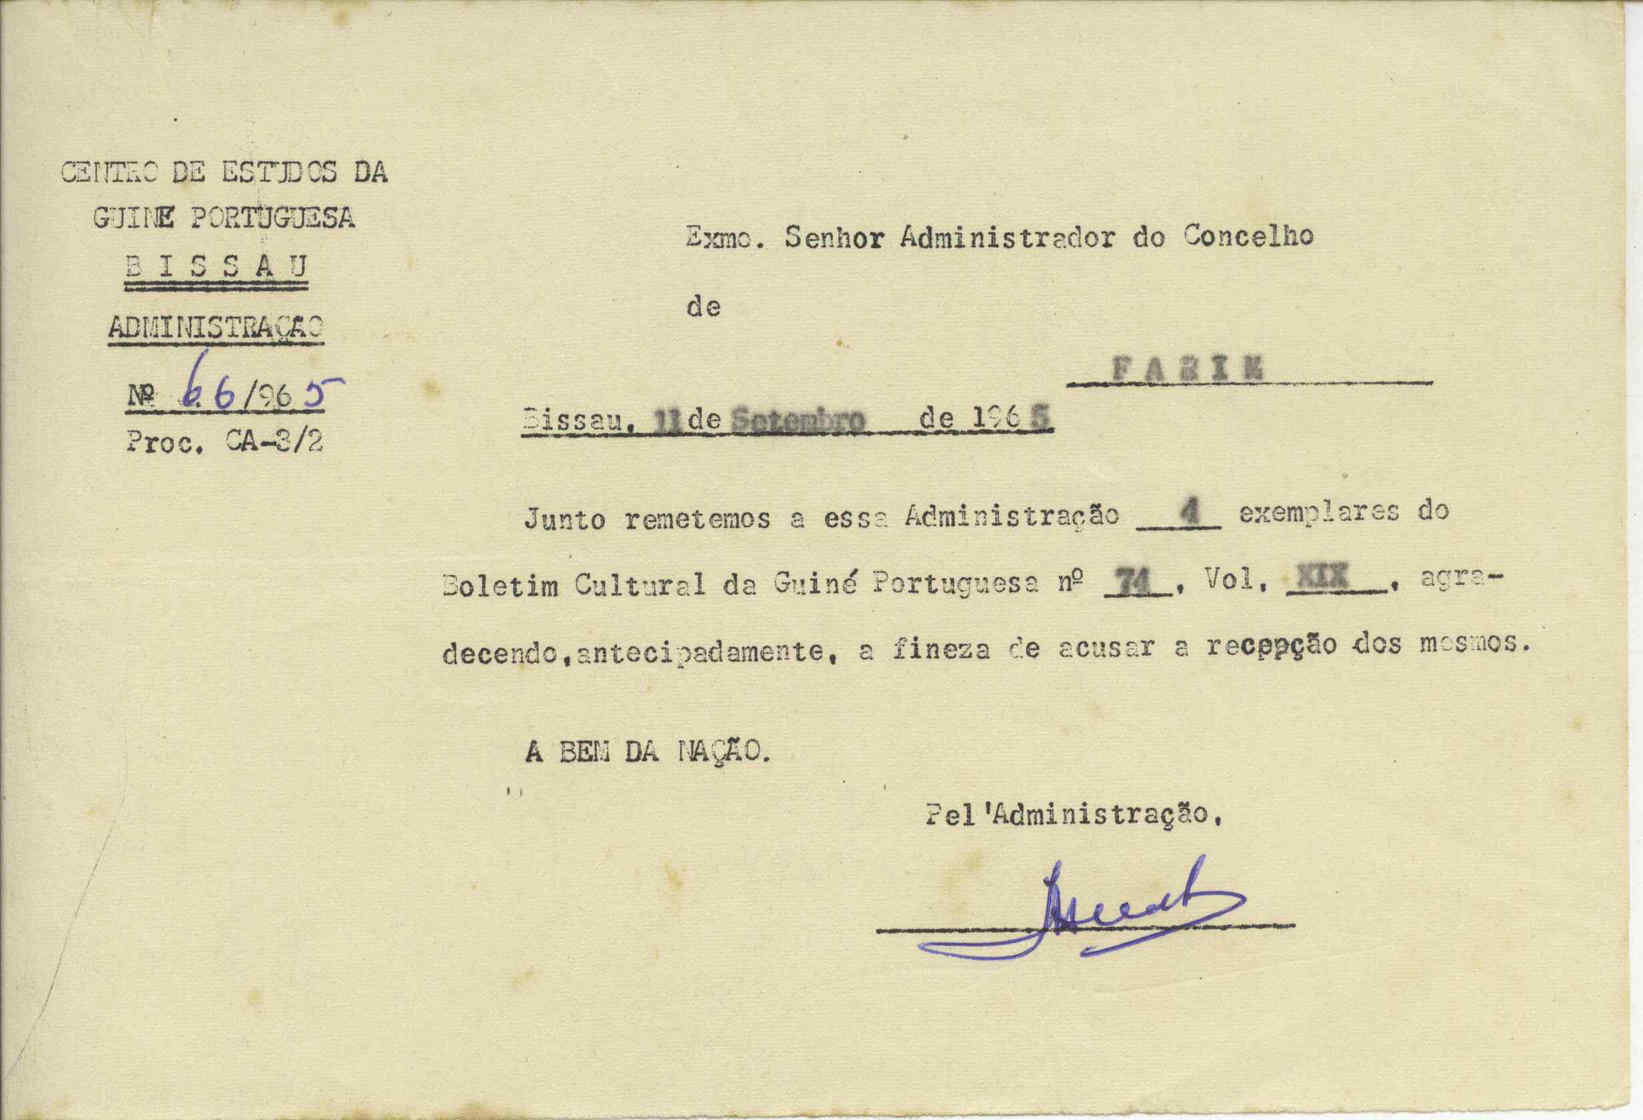 CENTRO DE ESTUDOS DA
GUINE PORTUGUESA
B I S S A U
ADMINISTRAÇÃO
Nº 66/965
Proc. CA-3/2
Exmo. Senhor Administrador do Concelho
de
F A R I M
Bissau, 11 de Setembro de 1965
Junto remetemos a essa Administração 4 exemplares do
Boletim Cultural da Guiné Portuguesa nº 74, Vol. XIX, agra-
decendo, antecipadamente, a fineza de acusar a recepção dos mesmos.
A BEM DA NAÇÃO.
Pel'Administração,